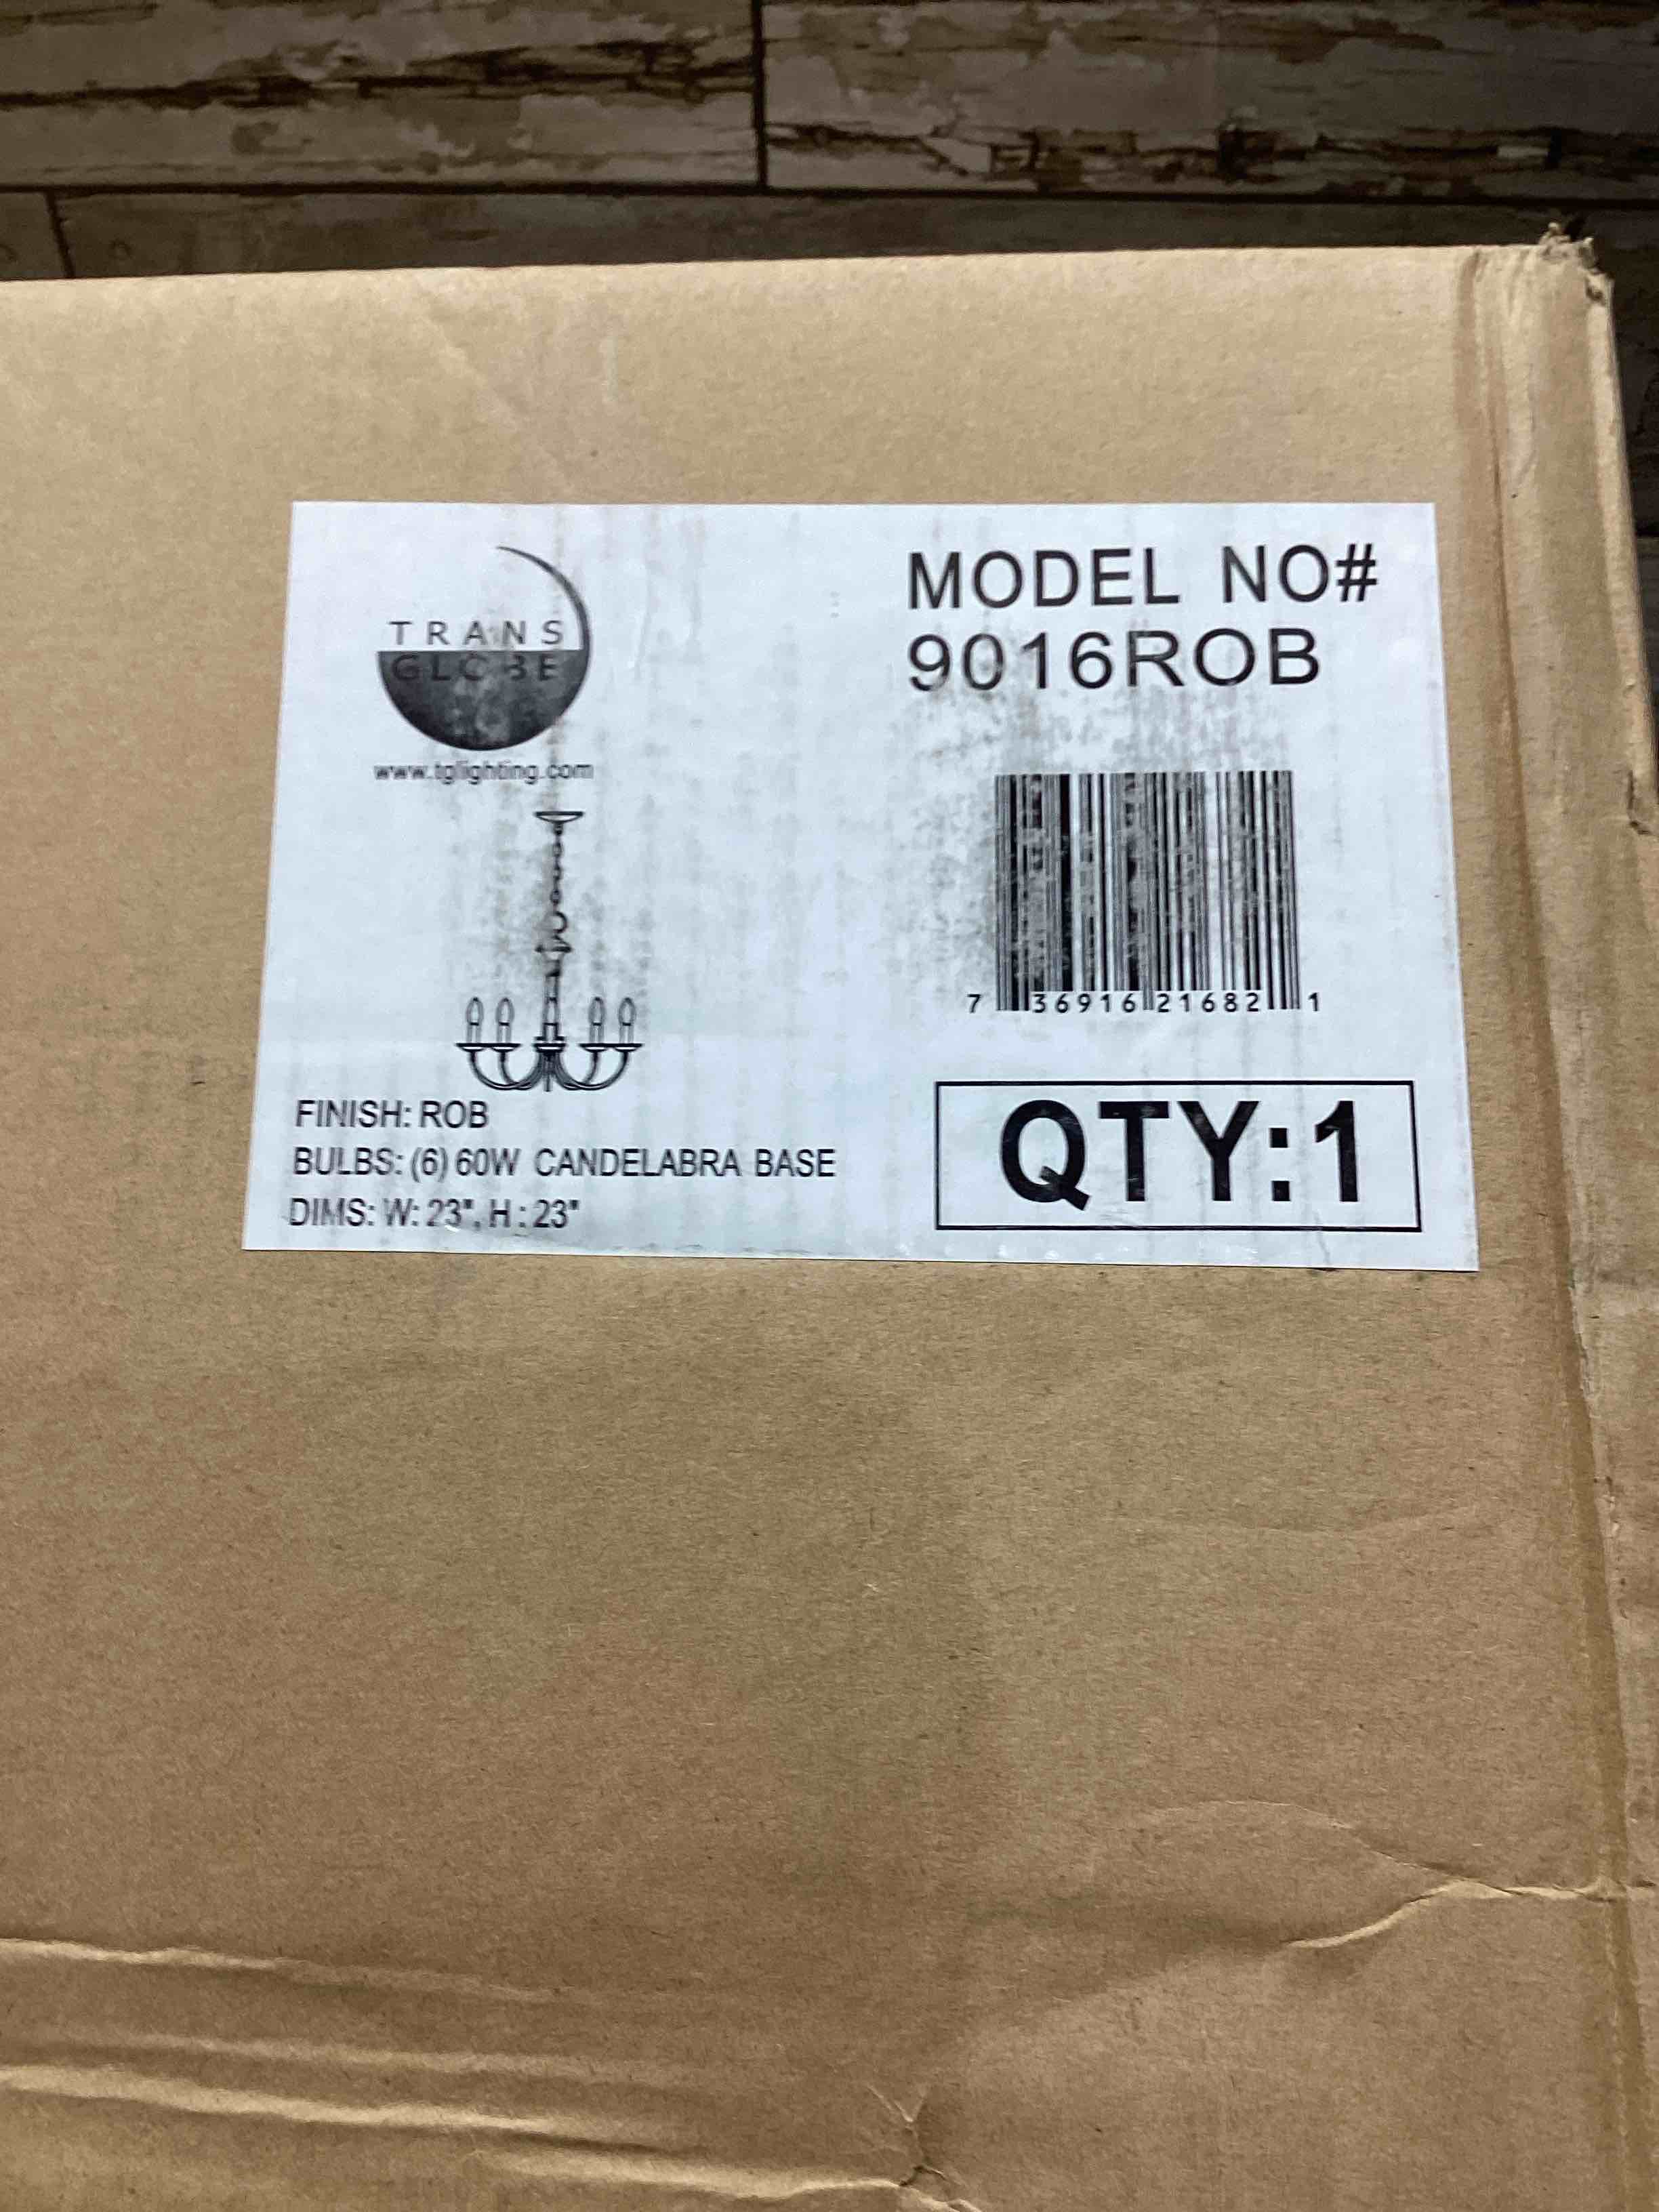 TRANS
GLOBE
www.tglighting.com
MODEL NO#
9016ROB
7 36916 21682 1
FINISH: ROB
BULBS: (6) 60W CANDELABRA BASE
DIMS: W: 23", H : 23"
QTY:1